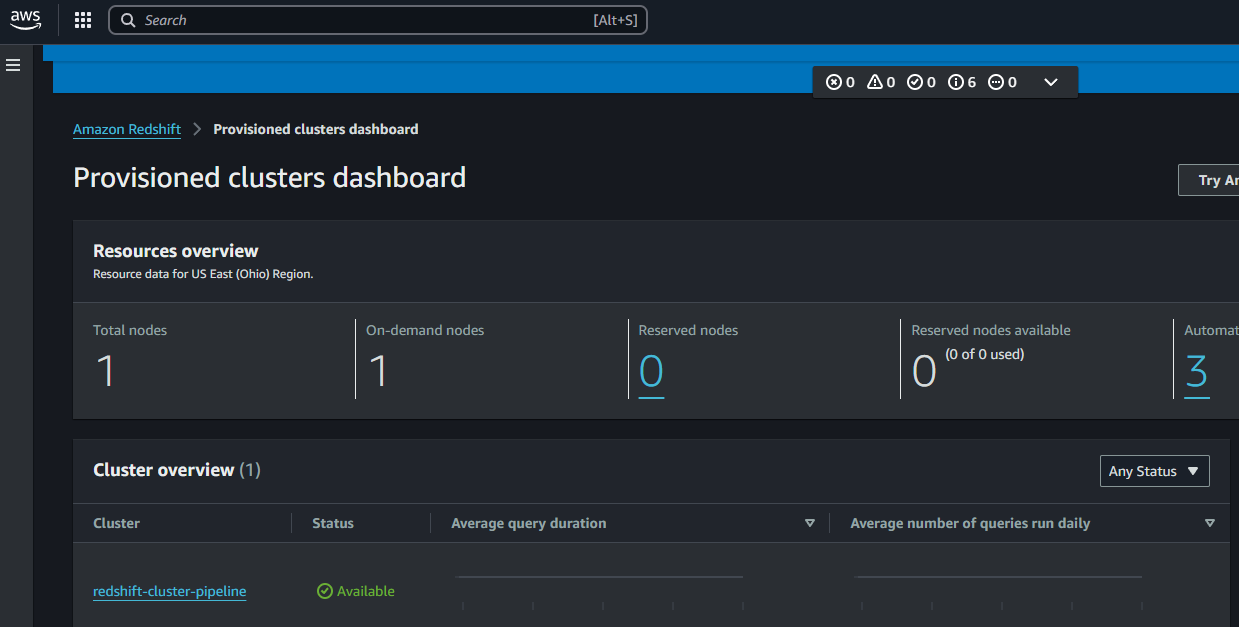 aws
Search [Alt+S]
0 0 0 6 0
Amazon Redshift Provisioned clusters dashboard
Provisioned clusters dashboard
Try
Resources overview
Resource data for US East (Ohio) Region.
Total nodes On-demand nodes Reserved nodes Reserved nodes available Automat
1 1 0 0 (0 of 0 used) 3
Cluster overview (1) Any Status
Cluster Status Average query duration Average number of queries run daily
redshift-cluster-pipeline Available